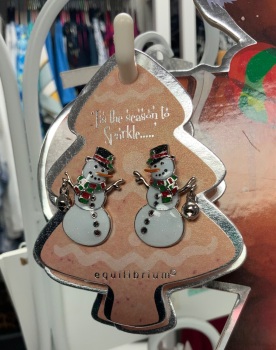 'Tis the season to
Sparkle.....
equilibrium®